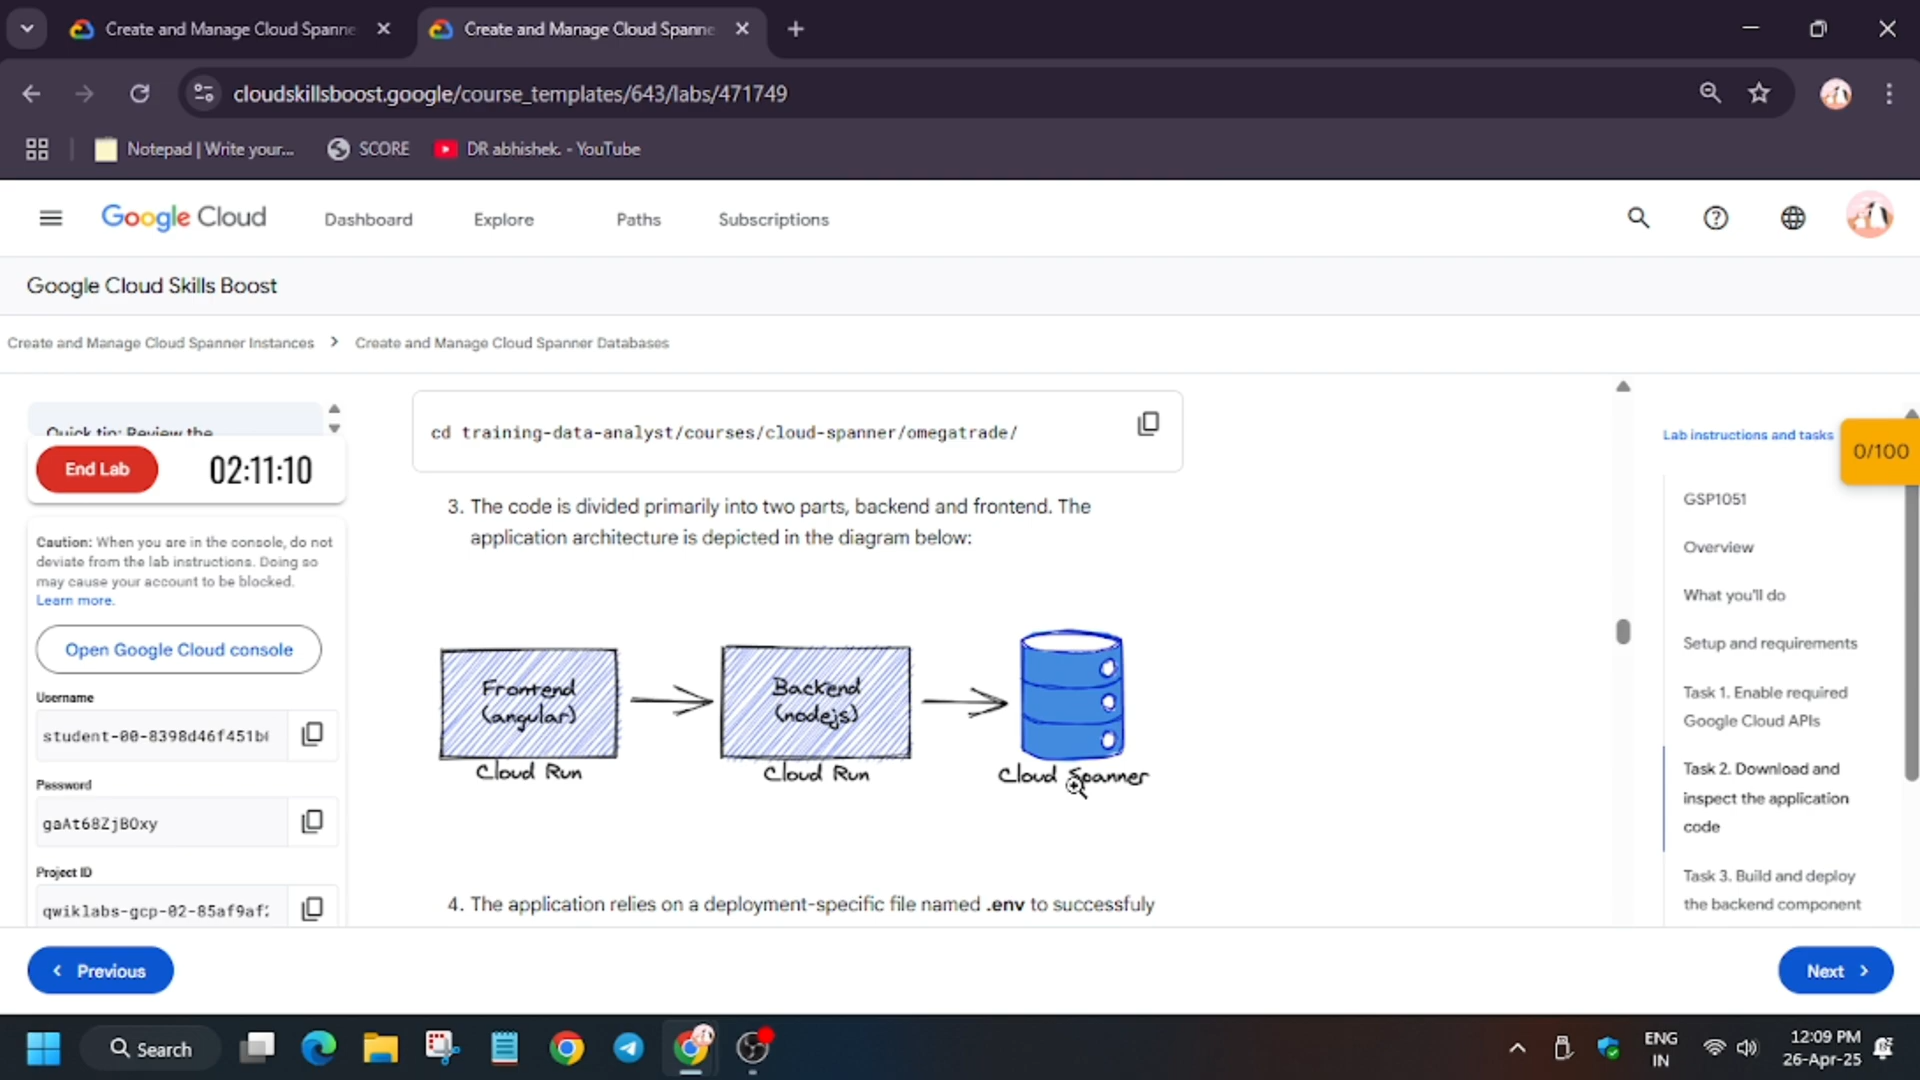 Create and Manage Cloud Spanne
Create and Manage Cloud Spanne
cloudskillsboost.google/course_templates/643/labs/471749
Notepad | Write your...
SCORE
DR abhishek. - YouTube
Google Cloud
Dashboard
Explore
Paths
Subscriptions
Google Cloud Skills Boost
Create and Manage Cloud Spanner Instances
Create and Manage Cloud Spanner Databases
Quick tip: Review the
End Lab
02:11:10
Caution: When you are in the console, do not
deviate from the lab instructions. Doing so
may cause your account to be blocked.
Learn more.
Open Google Cloud console
Username
student-00-8398d46f451b
Password
gaAt68ZjBOxy
Project ID
qwiklabs-gcp-02-85af9af
cd training-data-analyst/courses/cloud-spanner/omegatrade/
3. The code is divided primarily into two parts, backend and frontend. The
application architecture is depicted in the diagram below:
Frontend
(angular)
Cloud Run
Backend
(nodejs)
Cloud Run
Cloud Spanner
4. The application relies on a deployment-specific file named .env to successfuly
Lab instructions and tasks
0/100
GSP1051
Overview
What you'll do
Setup and requirements
Task 1. Enable required
Google Cloud APIs
Task 2. Download and
inspect the application
code
Task 3. Build and deploy
the backend component
Previous
Next
Search
ENG
IN
12:09 PM
26-Apr-25